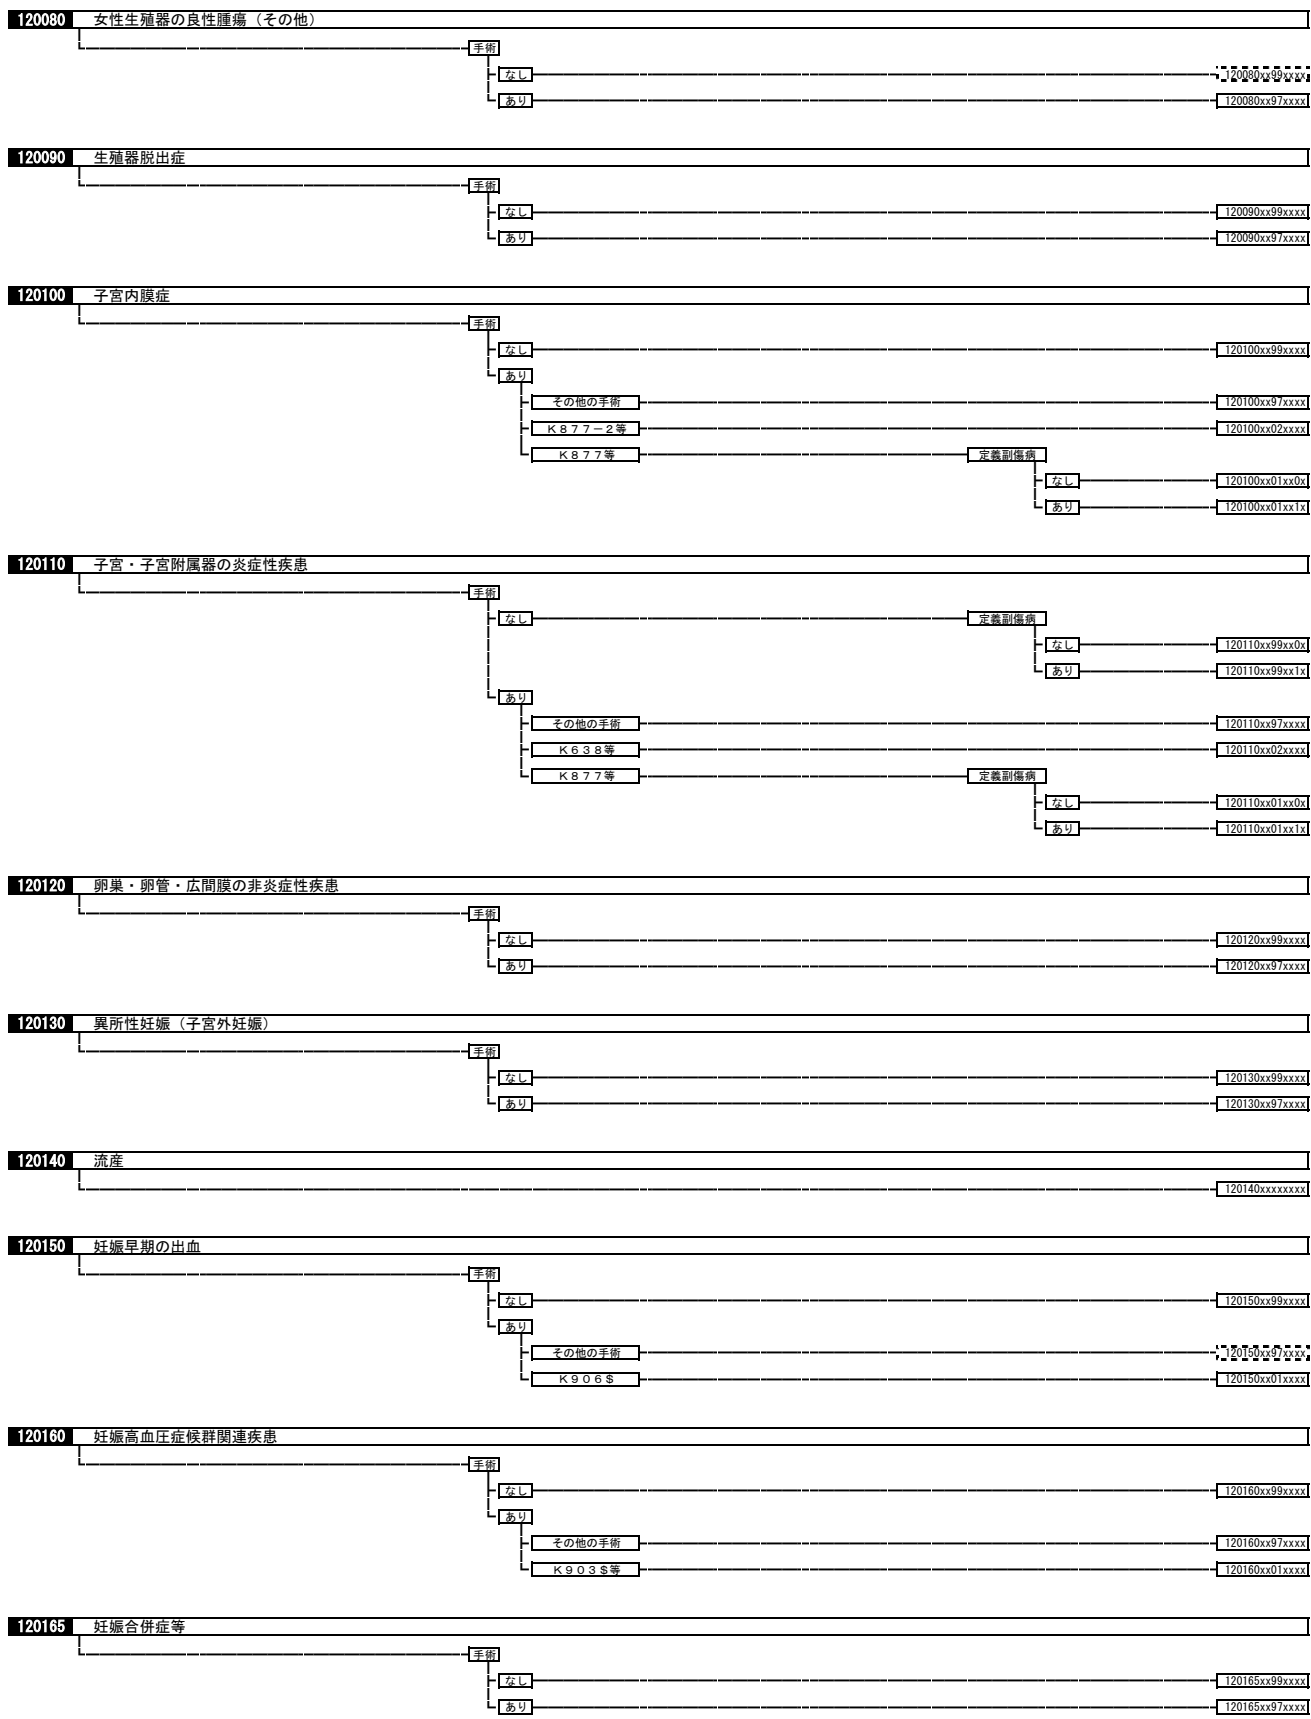 120080 女性生殖器の良性腫瘍（その他）
手術
なし 120080xx99xxxx
あり 120080xx97xxxx
120090 生殖器脱出症
手術
なし 120090xx99xxxx
あり 120090xx97xxxx
120100 子宮内膜症
手術
なし 120100xx99xxxx
あり
その他の手術 120100xx97xxxx
Ｋ８７７－２等 120100xx02xxxx
Ｋ８７７等 定義副傷病
なし 120100xx01xx0x
あり 120100xx01xx1x
120110 子宮・子宮附属器の炎症性疾患
手術
なし 定義副傷病
なし 120110xx99xx0x
あり 120110xx99xx1x
あり
その他の手術 120110xx97xxxx
Ｋ６３８等 120110xx02xxxx
Ｋ８７７等 定義副傷病
なし 120110xx01xx0x
あり 120110xx01xx1x
120120 卵巣・卵管・広間膜の非炎症性疾患
手術
なし 120120xx99xxxx
あり 120120xx97xxxx
120130 異所性妊娠（子宮外妊娠）
手術
なし 120130xx99xxxx
あり 120130xx97xxxx
120140 流産
120140xxxxxxxx
120150 妊娠早期の出血
手術
なし 120150xx99xxxx
あり
その他の手術 120150xx97xxxx
Ｋ９０６＄ 120150xx01xxxx
120160 妊娠高血圧症候群関連疾患
手術
なし 120160xx99xxxx
あり
その他の手術 120160xx97xxxx
Ｋ９０３＄等 120160xx01xxxx
120165 妊娠合併症等
手術
なし 120165xx99xxxx
あり 120165xx97xxxx